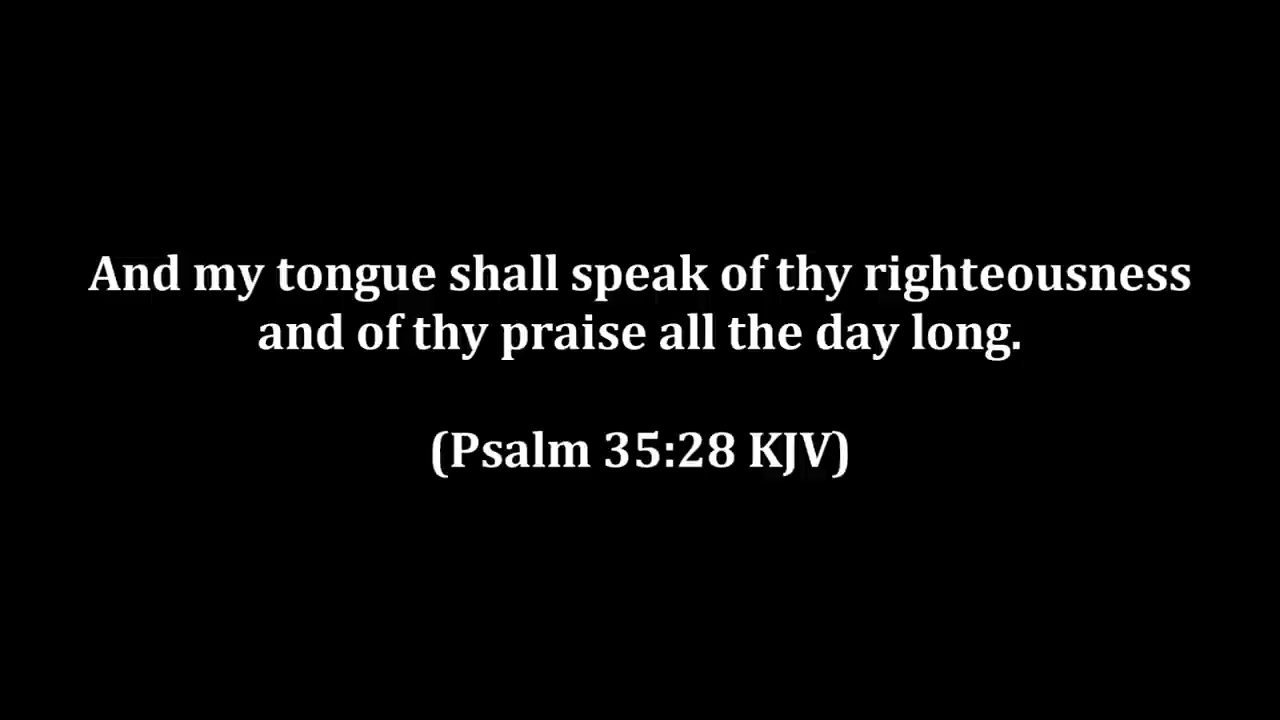 And my tongue shall speak of thy righteousness
and of thy praise all the day long.
(Psalm 35:28 KJV)